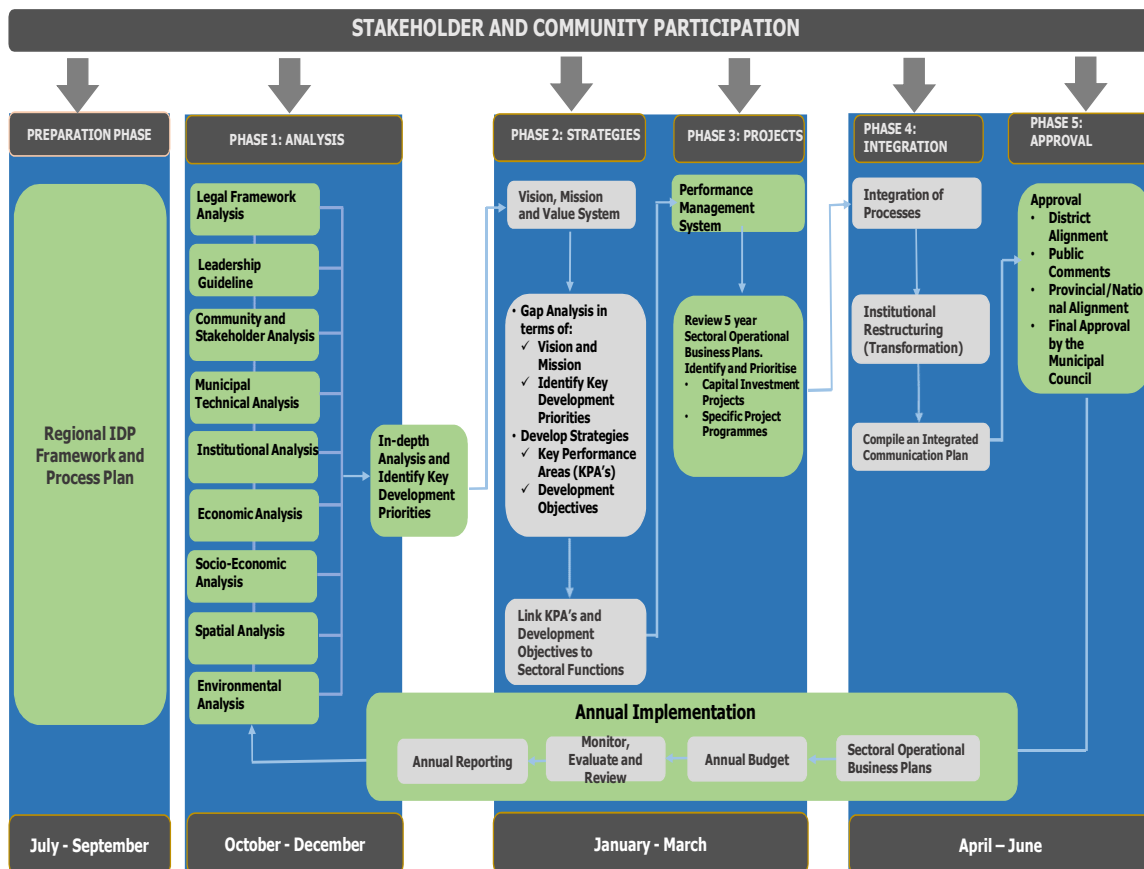 STAKEHOLDER AND COMMUNITY PARTICIPATION
PREPARATION PHASE
Regional IDP
Framework and
Process Plan
July - September
PHASE 1: ANALYSIS
Legal Framework
Analysis
Leadership
Guideline
Community and
Stakeholder Analysis
Municipal
Technical Analysis
Institutional Analysis
Economic Analysis
Socio-Economic
Analysis
Spatial Analysis
Environmental
Analysis
In-depth
Analysis and
Identify Key
Development
Priorities
October - December
PHASE 2: STRATEGIES
Vision, Mission
and Value System
• Gap Analysis in
terms of:
✓ Vision and
Mission
✓ Identify Key
Development
Priorities
• Develop Strategies
✓ Key Performance
Areas (KPA's)
✓ Development
Objectives
Link KPA's and
Development
Objectives to
Sectoral Functions
PHASE 3: PROJECTS
Performance
Management
System
Review 5 year
Sectoral Operational
Business Plans.
Identify and Prioritise
• Capital Investment
Projects
• Specific Project
Programmes
January - March
PHASE 4:
INTEGRATION
Integration of
Processes
Institutional
Restructuring
(Transformation)
Compile an Integrated
Communication Plan
PHASE 5:
APPROVAL
Approval
• District
Alignment
• Public
Comments
• Provincial/Natio
nal Alignment
• Final Approval
by the
Municipal
Council
Annual Implementation
Annual Reporting
Monitor,
Evaluate and
Review
Annual Budget
Sectoral Operational
Business Plans
April – June